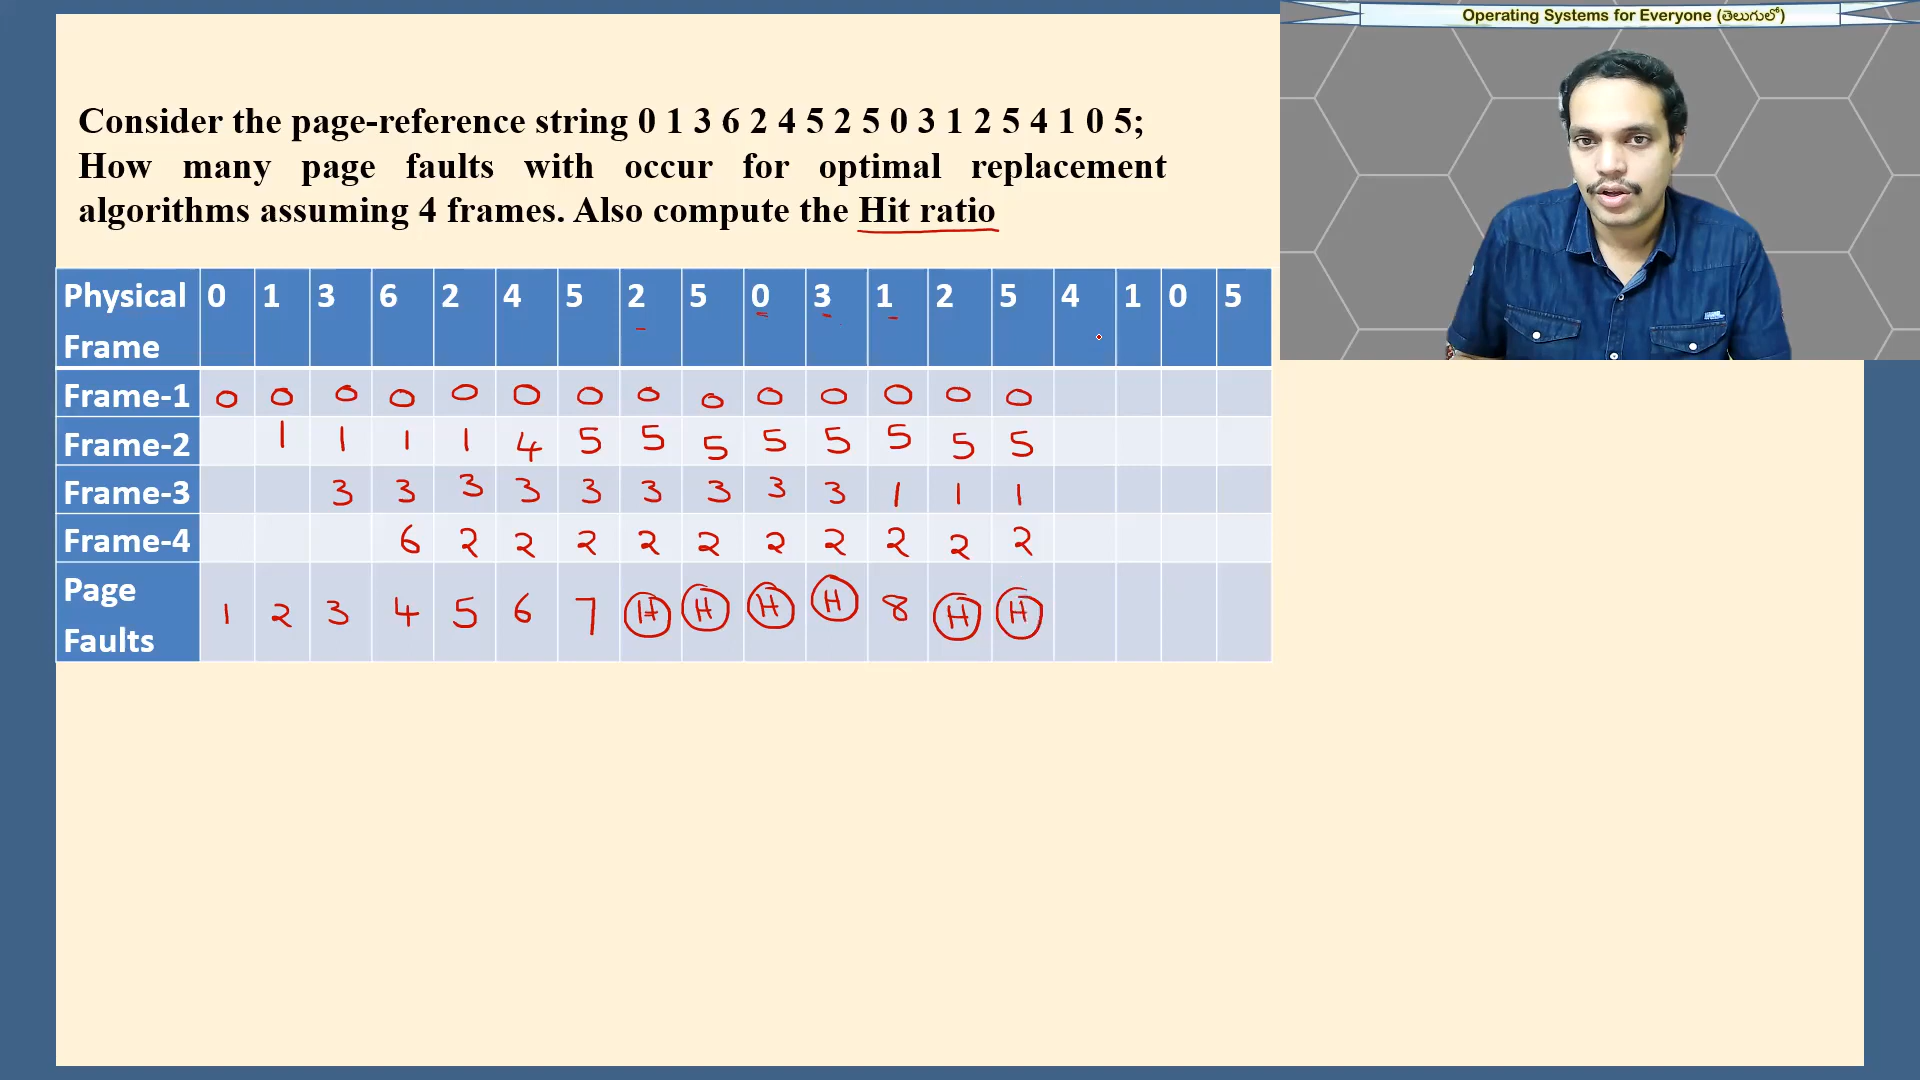 Operating Systems for Everyone (తెలుగులో)
Consider the page-reference string 0 1 3 6 2 4 5 2 5 0 3 1 2 5 4 1 0 5;
How many page faults with occur for optimal replacement
algorithms assuming 4 frames. Also compute the Hit ratio
Physical Frame 0 1 3 6 2 4 5 2 5 0 3 1 2 5 4 1 0 5
Frame-1 0 0 0 0 0 0 0 0 0 0 0 0 0 0
Frame-2 1 1 1 1 4 5 5 5 5 5 5 5 5
Frame-3 3 3 3 3 3 3 3 3 3 1 1 1
Frame-4 6 2 2 2 2 2 2 2 2 2 2
Page Faults 1 2 3 4 5 6 7 H H H H 8 H H